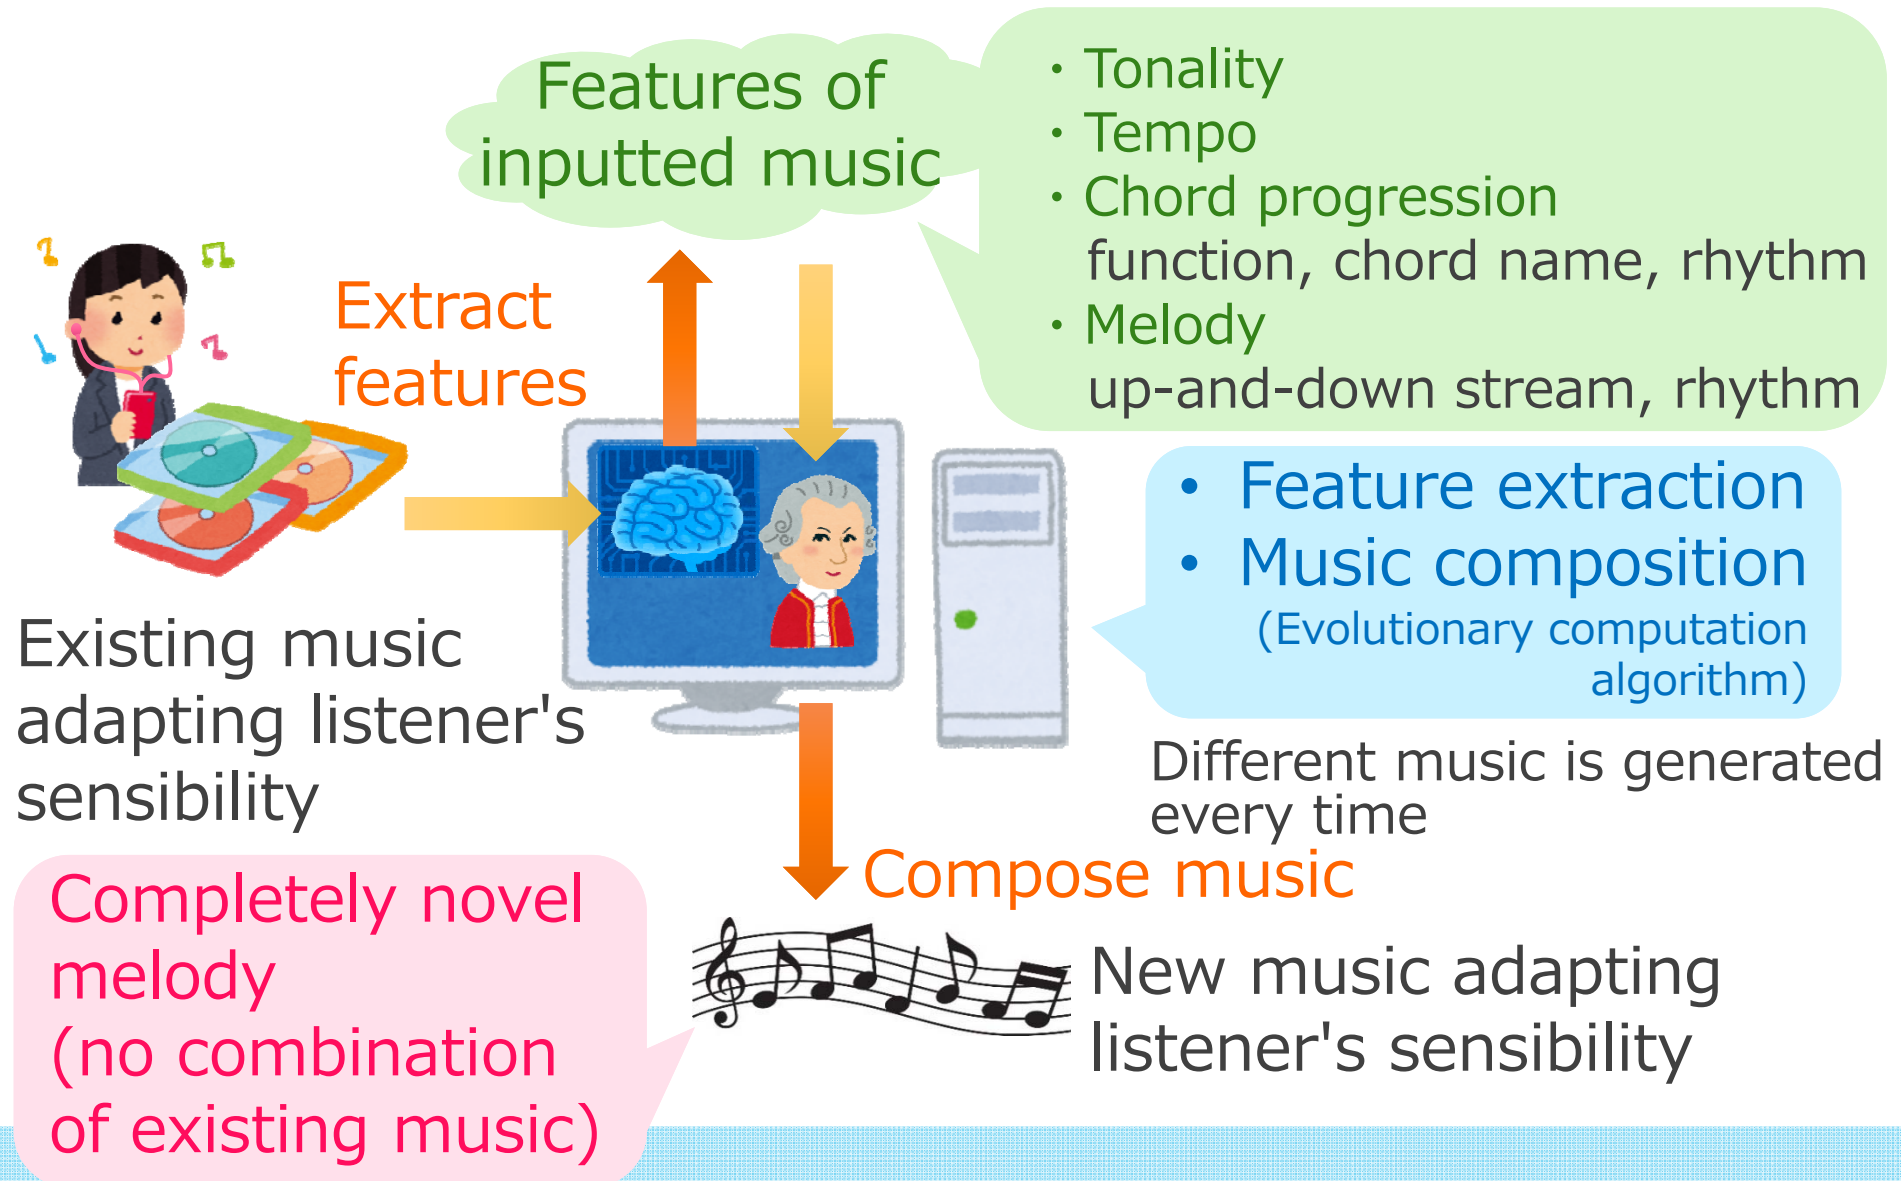 Features of
inputted music
・Tonality
・Tempo
・Chord progression
function, chord name, rhythm
・Melody
up-and-down stream, rhythm
Extract
features
• Feature extraction
• Music composition
(Evolutionary computation
algorithm)
Existing music
adapting listener's
sensibility
Different music is generated
every time
Compose music
Completely novel
melody
(no combination
of existing music)
New music adapting
listener's sensibility